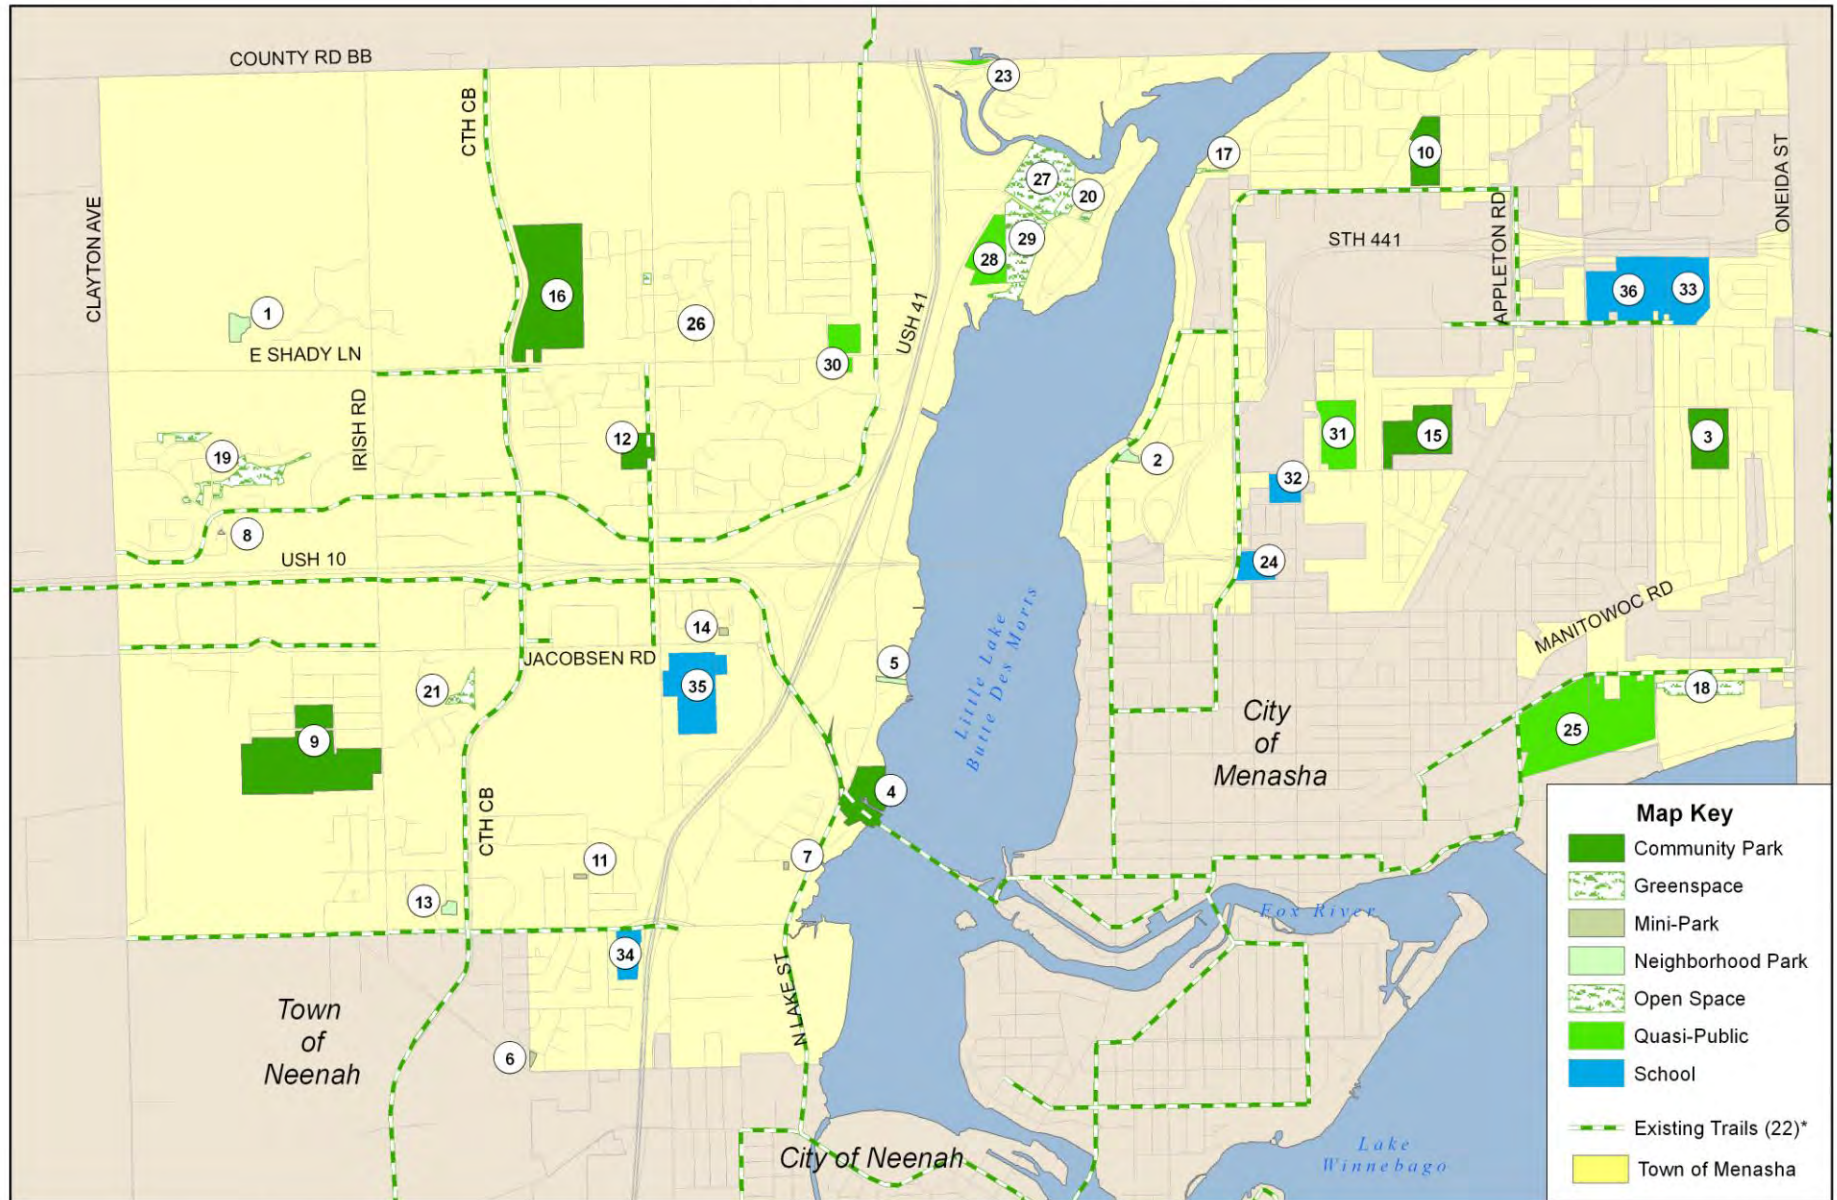 COUNTY RD BB
23
CTH CB
17
10
27
20
CLAYTON AVE
ONEIDA ST
29
28
STH 441
APPLETON RD
16
36
33
1
26
USH 41
E SHADY LN
30
IRISH RD
12
31
15
3
19
2
32
8
USH 10
24
14
Little Lake
Butte Des Morts
MANITOWOC RD
JACOBSEN RD
5
35
21
18
City
of
Menasha
9
25
4
CTH CB
7
11
13
Fox River
34
N LAKE ST
Town
of
Neenah
6
City of Neenah
Lake
Winnebago
Map Key
Community Park
Greenspace
Mini-Park
Neighborhood Park
Open Space
Quasi-Public
School
Existing Trails (22)*
Town of Menasha